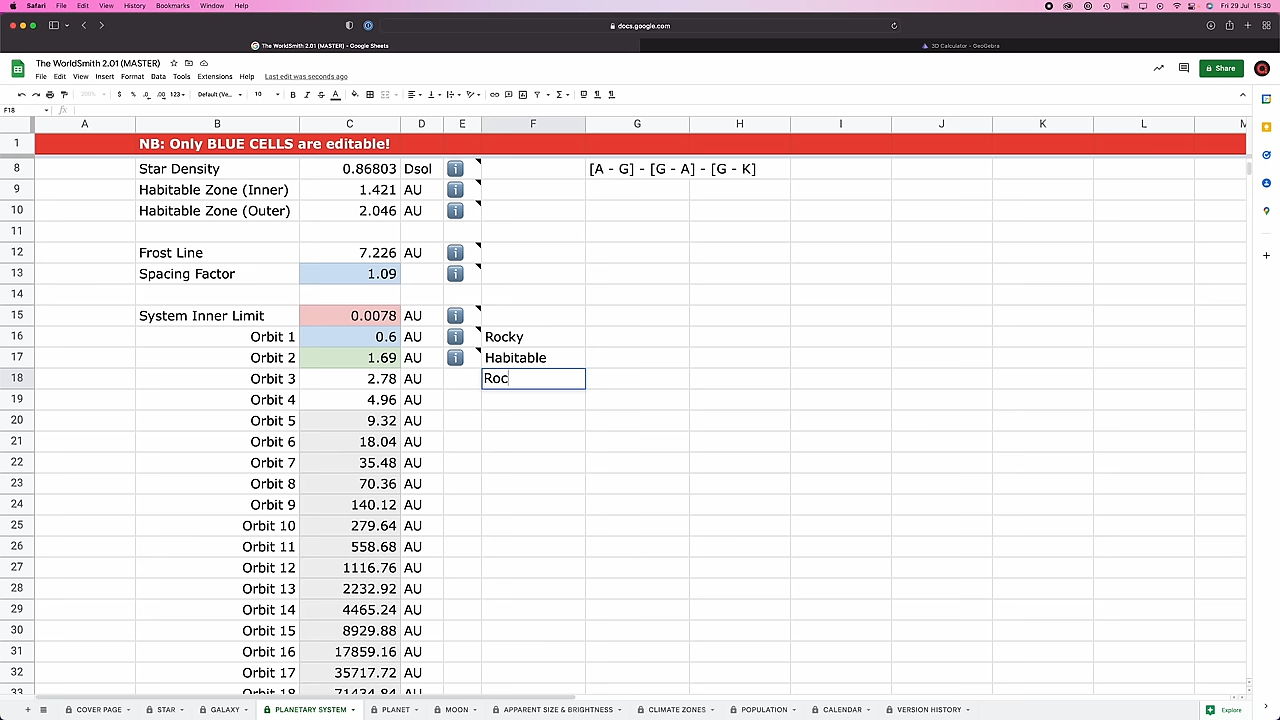 Safari File Edit View History Bookmarks Window Help Fri 29 Jul 15:30
docs.google.com
The WorldSmith 2.01 (MASTER) - Google Sheets 3D Calculator - GeoGebra
The WorldSmith 2.01 (MASTER)
File Edit View Insert Format Data Tools Extensions Help Last edit was seconds ago
Share
200% $ % .0 .00 123 Default (Ve... 10 B I S A
F18 fx
A B C D E F G H I J K L M
1 NB: Only BLUE CELLS are editable!
8 Star Density 0.86803 Dsol [A - G] - [G - A] - [G - K]
9 Habitable Zone (Inner) 1.421 AU
10 Habitable Zone (Outer) 2.046 AU
11
12 Frost Line 7.226 AU
13 Spacing Factor 1.09
14
15 System Inner Limit 0.0078 AU
16 Orbit 1 0.6 AU Rocky
17 Orbit 2 1.69 AU Habitable
18 Orbit 3 2.78 AU Roc
19 Orbit 4 4.96 AU
20 Orbit 5 9.32 AU
21 Orbit 6 18.04 AU
22 Orbit 7 35.48 AU
23 Orbit 8 70.36 AU
24 Orbit 9 140.12 AU
25 Orbit 10 279.64 AU
26 Orbit 11 558.68 AU
27 Orbit 12 1116.76 AU
28 Orbit 13 2232.92 AU
29 Orbit 14 4465.24 AU
30 Orbit 15 8929.88 AU
31 Orbit 16 17859.16 AU
32 Orbit 17 35717.72 AU
33 Orbit 18 71434.84 AU
COVER PAGE STAR GALAXY PLANETARY SYSTEM PLANET MOON APPARENT SIZE & BRIGHTNESS CLIMATE ZONES POPULATION CALENDAR VERSION HISTORY Explore